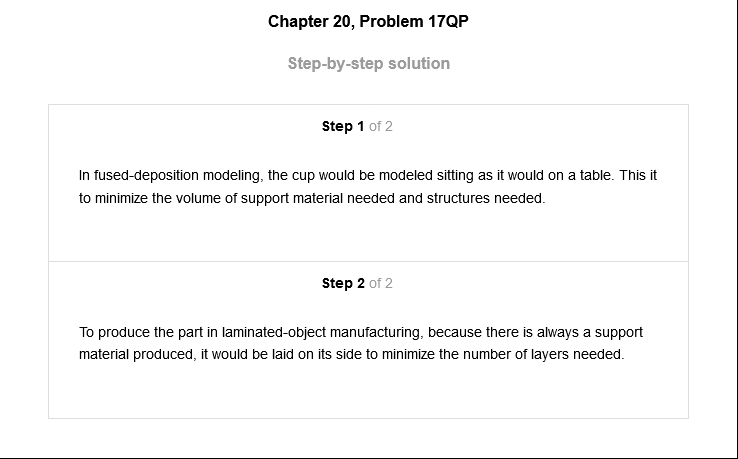 Chapter 20, Problem 17QP
Step-by-step solution
Step 1 of 2
In fused-deposition modeling, the cup would be modeled sitting as it would on a table. This it
to minimize the volume of support material needed and structures needed.
Step 2 of 2
To produce the part in laminated-object manufacturing, because there is always a support
material produced, it would be laid on its side to minimize the number of layers needed.